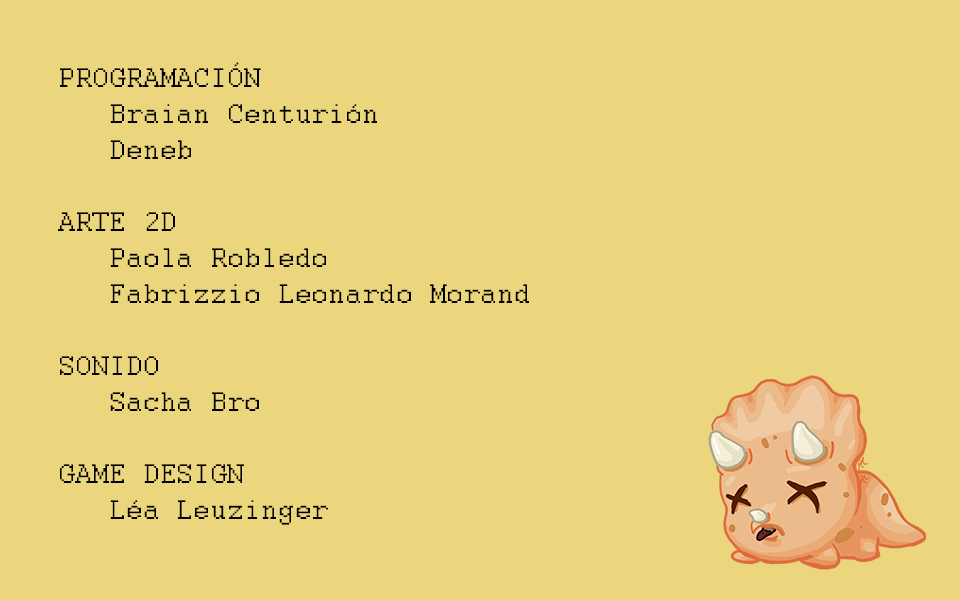 PROGRAMACIÓN
Braian Centurión
Deneb
ARTE 2D
Paola Robledo
Fabrizzio Leonardo Morand
SONIDO
Sacha Bro
GAME DESIGN
Léa Leuzinger